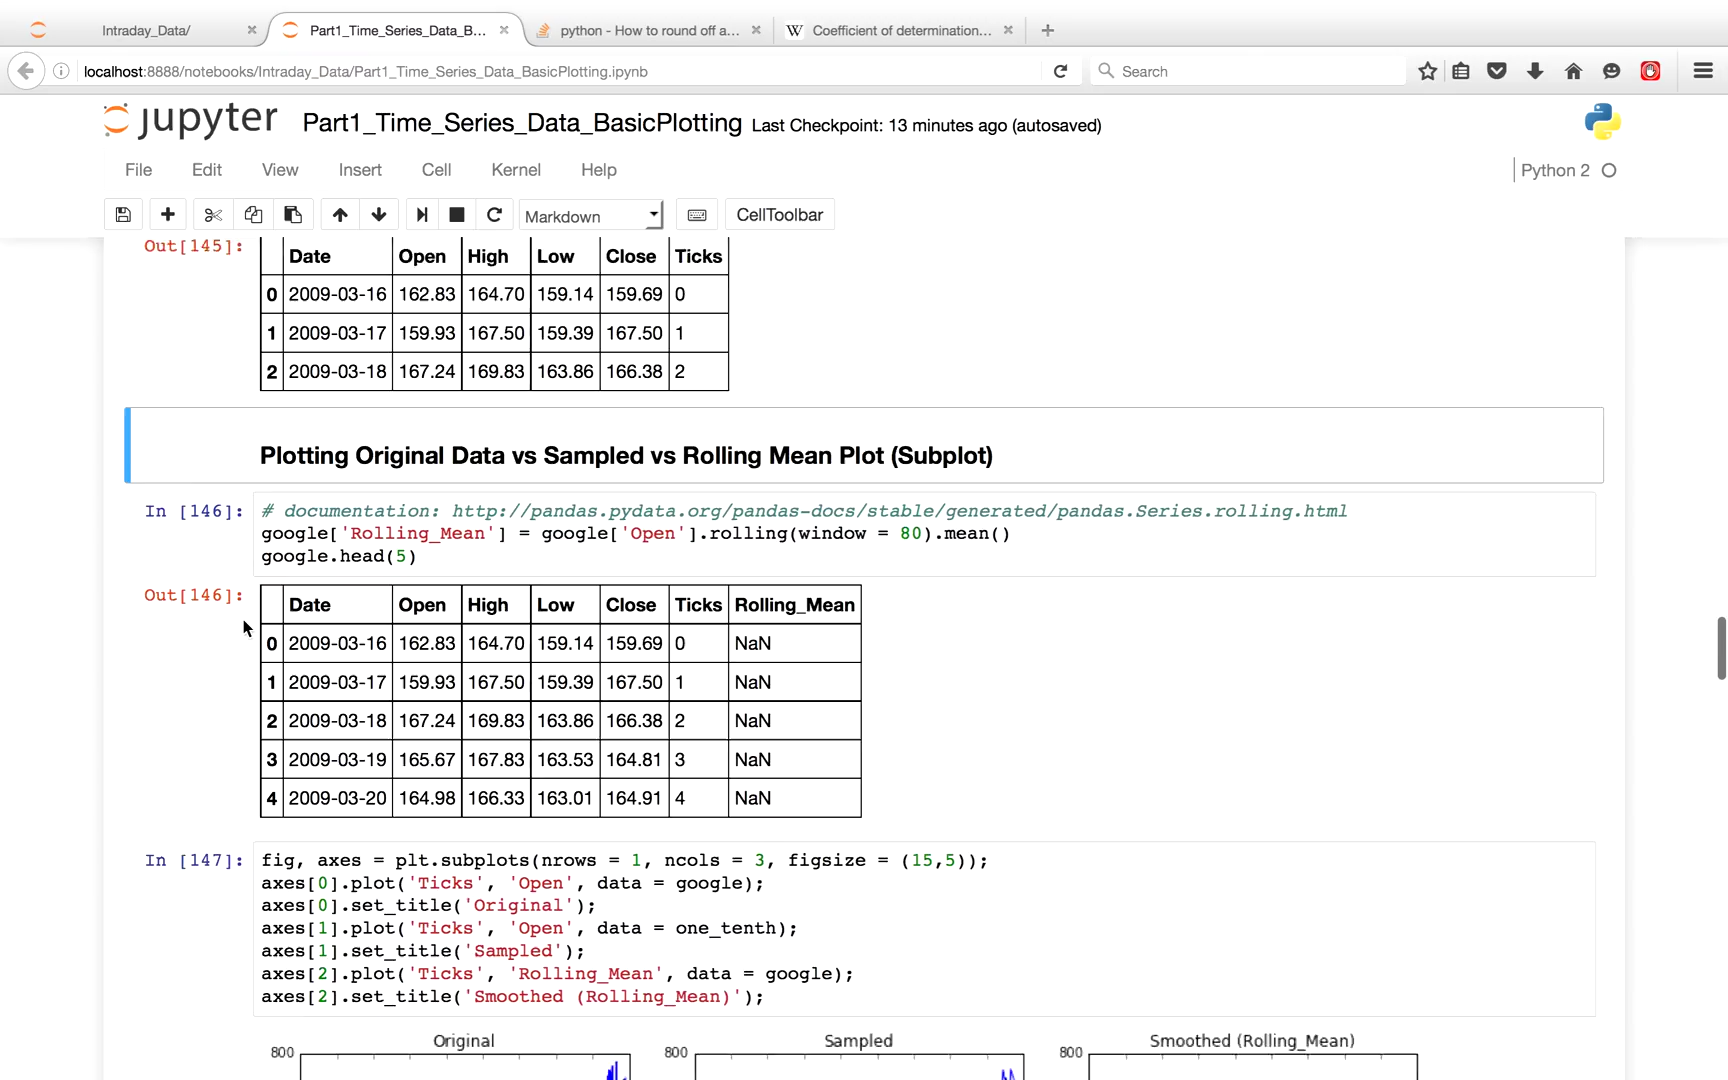 Intraday_Data/ Part1_Time_Series_Data_B... python - How to round off a... W Coefficient of determination...
localhost:8888/notebooks/Intraday_Data/Part1_Time_Series_Data_BasicPlotting.ipynb Search
jupyter Part1_Time_Series_Data_BasicPlotting Last Checkpoint: 13 minutes ago (autosaved)
File Edit View Insert Cell Kernel Help Python 2
Markdown CellToolbar
Out[145]: Date Open High Low Close Ticks
0 2009-03-16 162.83 164.70 159.14 159.69 0
1 2009-03-17 159.93 167.50 159.39 167.50 1
2 2009-03-18 167.24 169.83 163.86 166.38 2
Plotting Original Data vs Sampled vs Rolling Mean Plot (Subplot)
In [146]: # documentation: http://pandas.pydata.org/pandas-docs/stable/generated/pandas.Series.rolling.html
google['Rolling_Mean'] = google['Open'].rolling(window = 80).mean()
google.head(5)
Out[146]: Date Open High Low Close Ticks Rolling_Mean
0 2009-03-16 162.83 164.70 159.14 159.69 0 NaN
1 2009-03-17 159.93 167.50 159.39 167.50 1 NaN
2 2009-03-18 167.24 169.83 163.86 166.38 2 NaN
3 2009-03-19 165.67 167.83 163.53 164.81 3 NaN
4 2009-03-20 164.98 166.33 163.01 164.91 4 NaN
In [147]: fig, axes = plt.subplots(nrows = 1, ncols = 3, figsize = (15,5));
axes[0].plot('Ticks', 'Open', data = google);
axes[0].set_title('Original');
axes[1].plot('Ticks', 'Open', data = one_tenth);
axes[1].set_title('Sampled');
axes[2].plot('Ticks', 'Rolling_Mean', data = google);
axes[2].set_title('Smoothed (Rolling_Mean)');
Original Sampled Smoothed (Rolling_Mean)
800 800 800